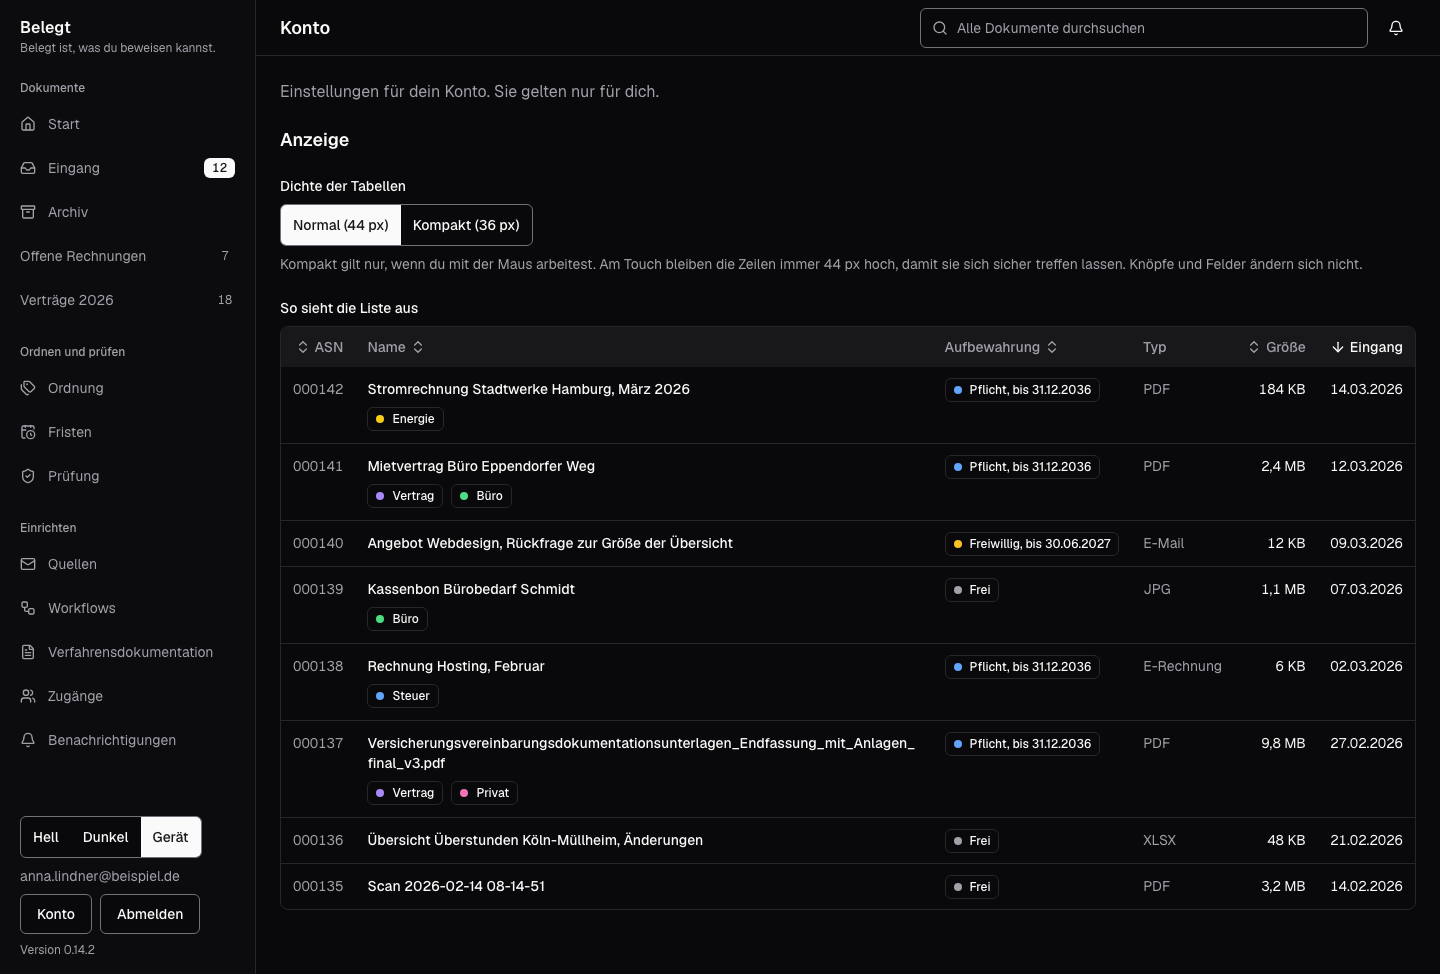 Belegt
Belegt ist, was du beweisen kannst.
Dokumente
Start
Eingang 12
Archiv
Offene Rechnungen 7
Verträge 2026 18
Ordnen und prüfen
Ordnung
Fristen
Prüfung
Einrichten
Quellen
Workflows
Verfahrensdokumentation
Zugänge
Benachrichtigungen
Hell Dunkel Gerät
anna.lindner@beispiel.de
Konto Abmelden
Version 0.14.2
Konto
Alle Dokumente durchsuchen
Einstellungen für dein Konto. Sie gelten nur für dich.
Anzeige
Dichte der Tabellen
Normal (44 px) Kompakt (36 px)
Kompakt gilt nur, wenn du mit der Maus arbeitest. Am Touch bleiben die Zeilen immer 44 px hoch, damit sie sich sicher treffen lassen. Knöpfe und Felder ändern sich nicht.
So sieht die Liste aus
ASN Name Aufbewahrung Typ Größe Eingang
000142 Stromrechnung Stadtwerke Hamburg, März 2026 Pflicht, bis 31.12.2036 PDF 184 KB 14.03.2026
Energie
000141 Mietvertrag Büro Eppendorfer Weg Pflicht, bis 31.12.2036 PDF 2,4 MB 12.03.2026
Vertrag Büro
000140 Angebot Webdesign, Rückfrage zur Größe der Übersicht Freiwillig, bis 30.06.2027 E-Mail 12 KB 09.03.2026
000139 Kassenbon Bürobedarf Schmidt Frei JPG 1,1 MB 07.03.2026
Büro
000138 Rechnung Hosting, Februar Pflicht, bis 31.12.2036 E-Rechnung 6 KB 02.03.2026
Steuer
000137 Versicherungsvereinbarungsdokumentationsunterlagen_Endfassung_mit_Anlagen_ Pflicht, bis 31.12.2036 PDF 9,8 MB 27.02.2026
final_v3.pdf
Vertrag Privat
000136 Übersicht Überstunden Köln-Müllheim, Änderungen Frei XLSX 48 KB 21.02.2026
000135 Scan 2026-02-14 08-14-51 Frei PDF 3,2 MB 14.02.2026